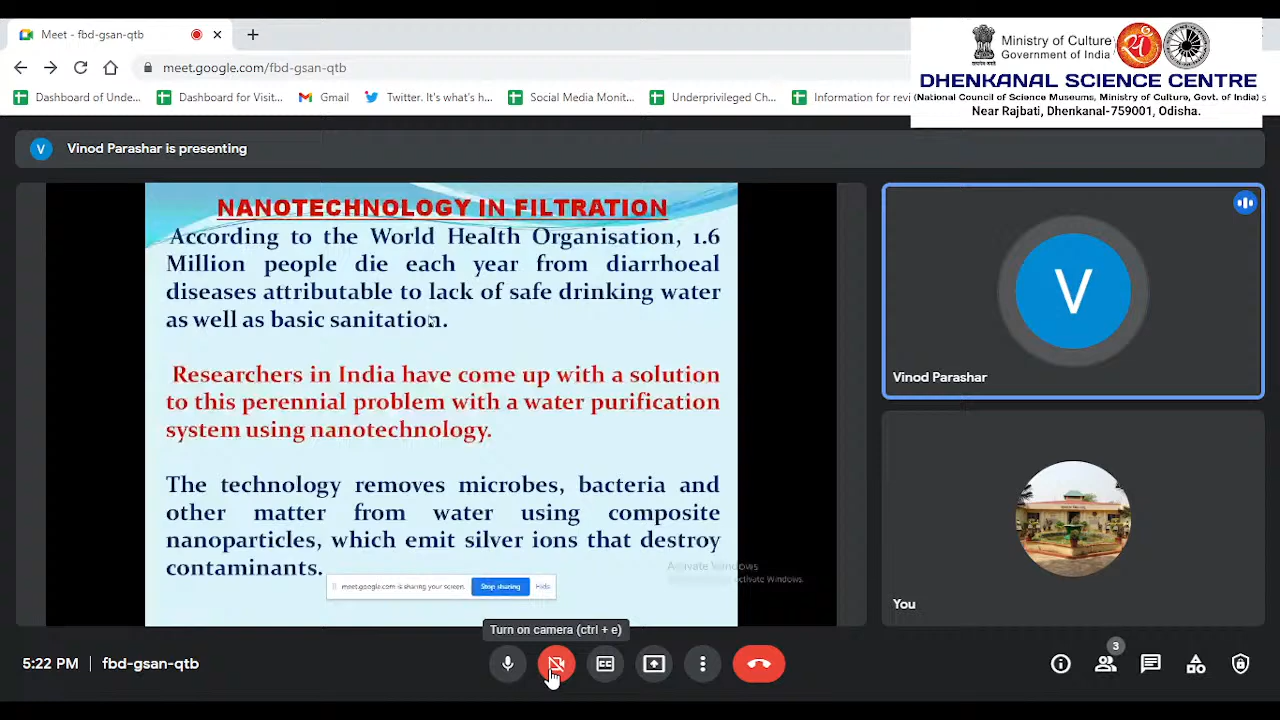 Meet - fbd-gsan-qtb
meet.google.com/fbd-gsan-qtb
Dashboard of Unde...
Dashboard for Visit...
Gmail
Twitter. It's what's h...
Social Media Monit...
Underprivileged Ch...
Information for revi
Ministry of Culture
Government of India
DHENKANAL SCIENCE CENTRE
(National Council of Science Museums, Ministry of Culture, Govt. of India)
Near Rajbati, Dhenkanal-759001, Odisha.
V
Vinod Parashar is presenting
NANOTECHNOLOGY IN FILTRATION
According to the World Health Organisation, 1.6
Million people die each year from diarrhoeal
diseases attributable to lack of safe drinking water
as well as basic sanitation.
Researchers in India have come up with a solution
to this perennial problem with a water purification
system using nanotechnology.
The technology removes microbes, bacteria and
other matter from water using composite
nanoparticles, which emit silver ions that destroy
contaminants.
meet.google.com is sharing your screen.
Stop sharing
Hide
Activate Windows
activate Windows.
V
Vinod Parashar
You
Turn on camera (ctrl + e)
5:22 PM | fbd-gsan-qtb
CC
3